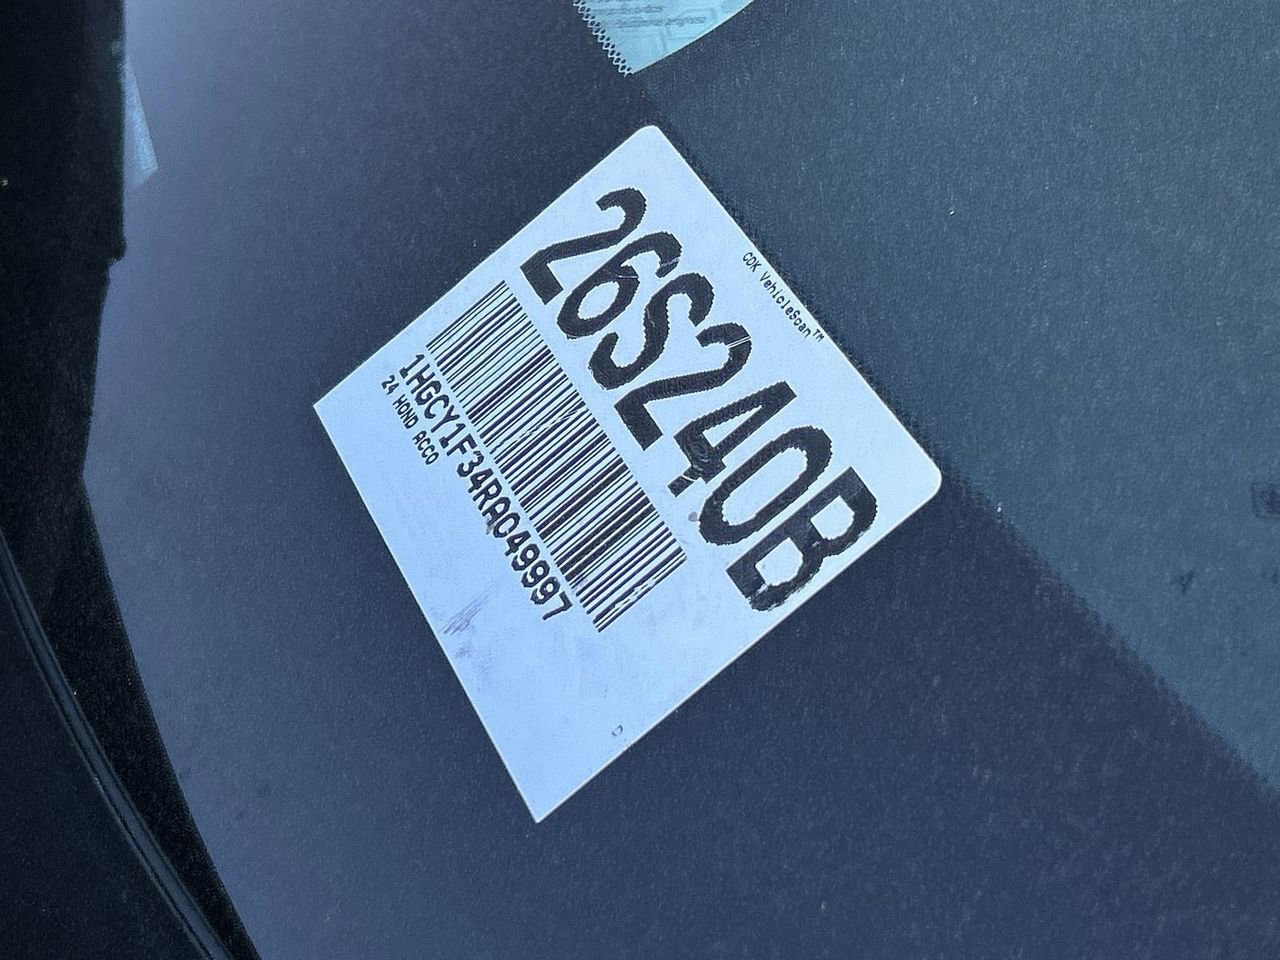 CDK VehicleScan™
26S240B
1HGCY1F34RA049997
24 HOND ACCO